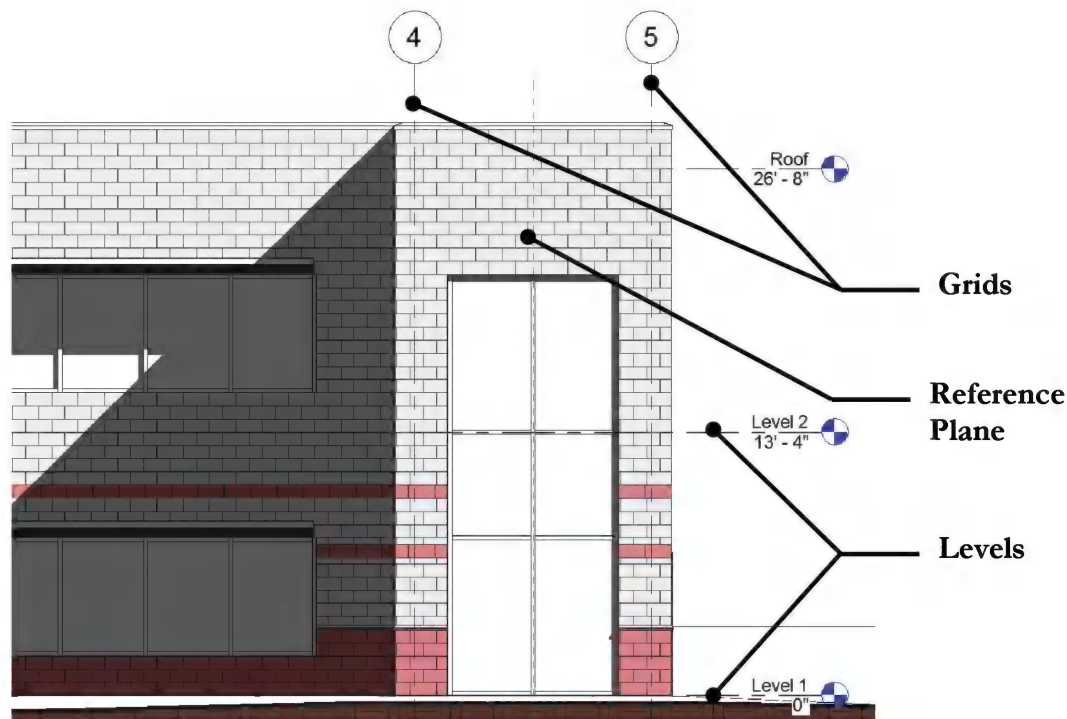 4
5
Roof
26' - 8"
Grids
Reference
Plane
Level 2
13' - 4"
Levels
Level 1
0"